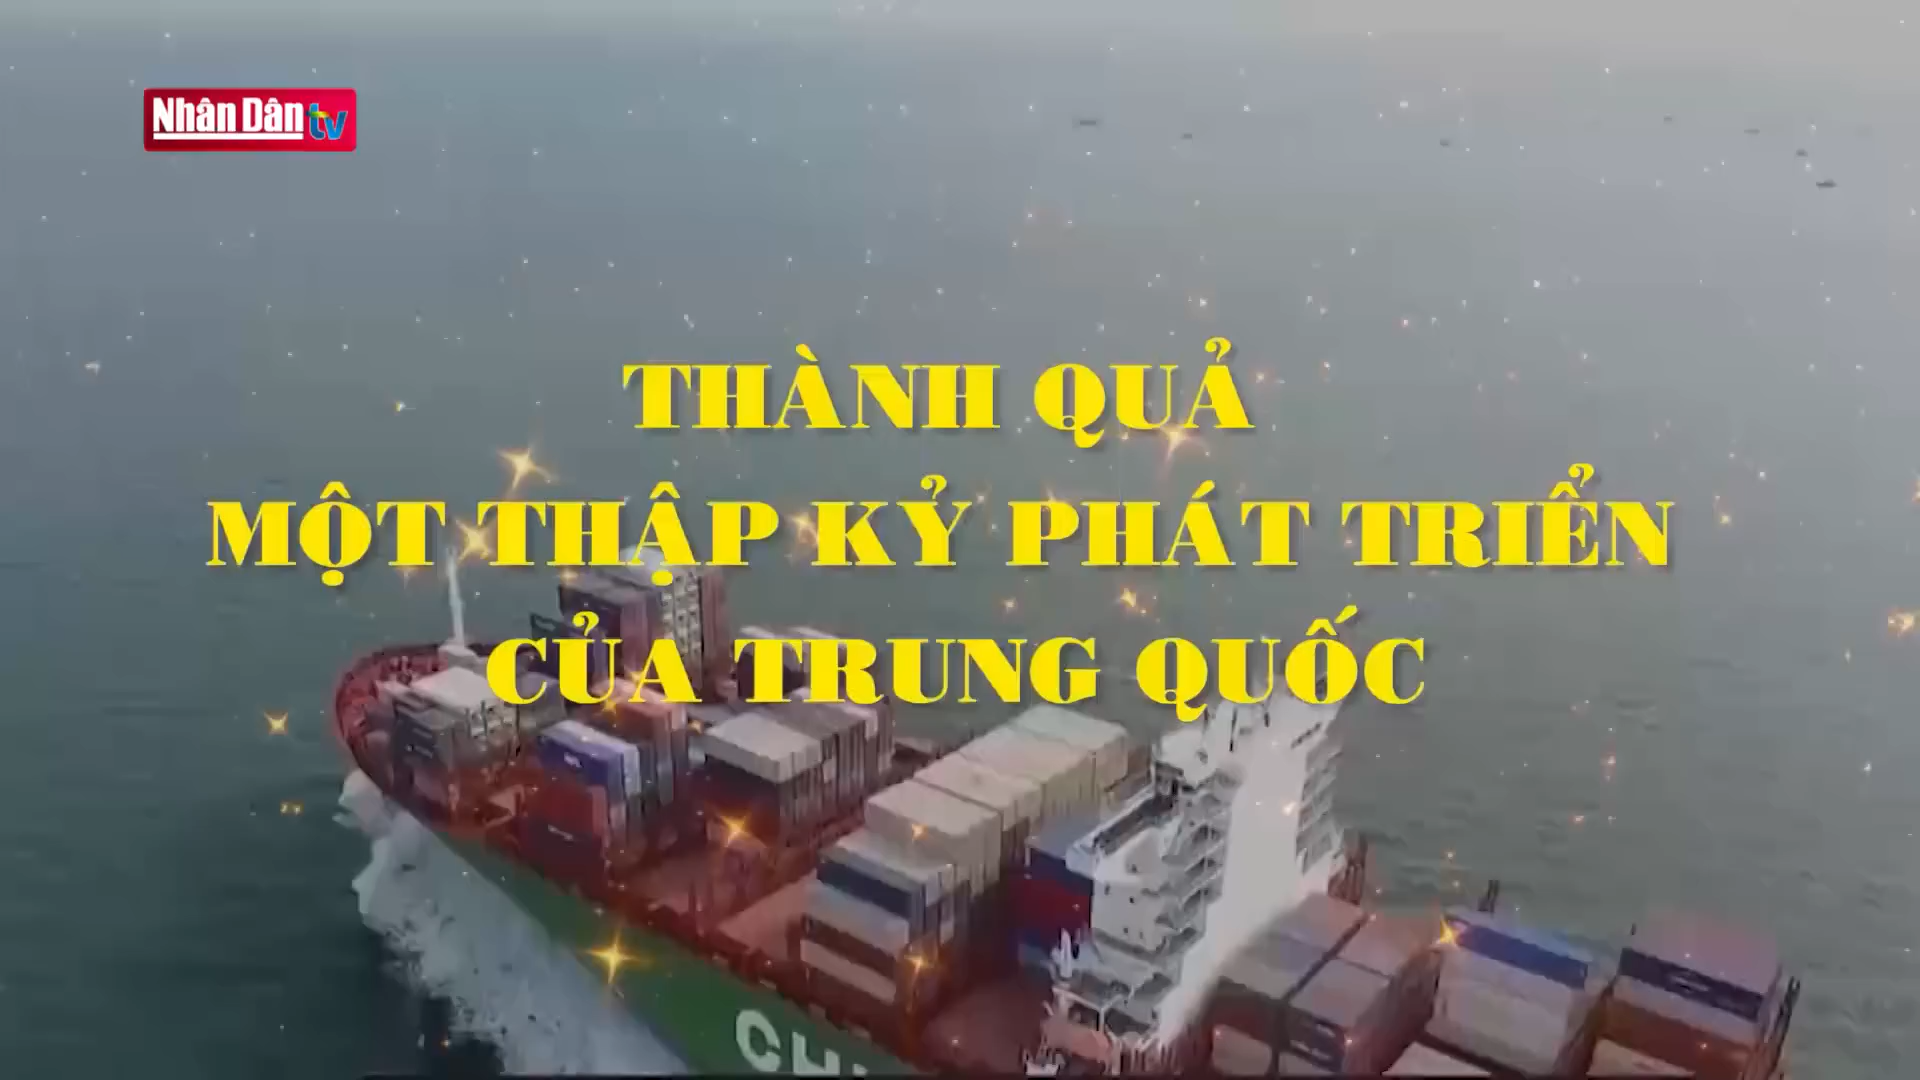 Nhân Dân tv
THÀNH QUẢ
MỘT THẬP KỶ PHÁT TRIỂN
CỦA TRUNG QUỐC